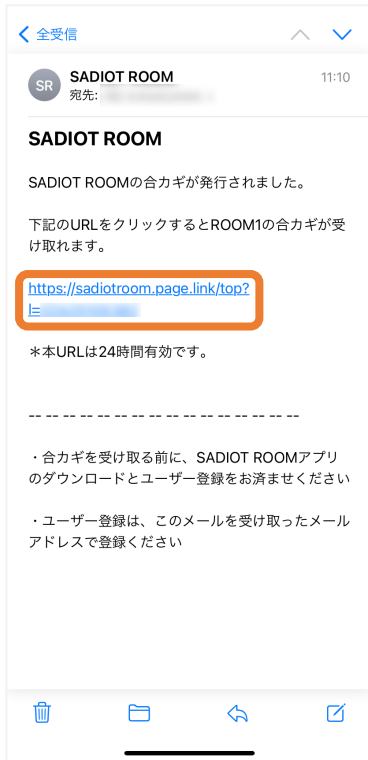 全受信
SR
SADIOT ROOM
11:10
宛先:
SADIOT ROOM
SADIOT ROOMの合カギが発行されました。
下記のURLをクリックするとROOM1の合カギが受
け取れます。
https://sadiotroom.page.link/top?
l=
＊本URLは24時間有効です。
-- -- -- -- -- -- -- -- -- -- -- -- -- -- -- --
・合カギを受け取る前に、SADIOT ROOMアプリ
のダウンロードとユーザー登録をお済ませください
・ユーザー登録は、このメールを受け取ったメール
アドレスで登録ください